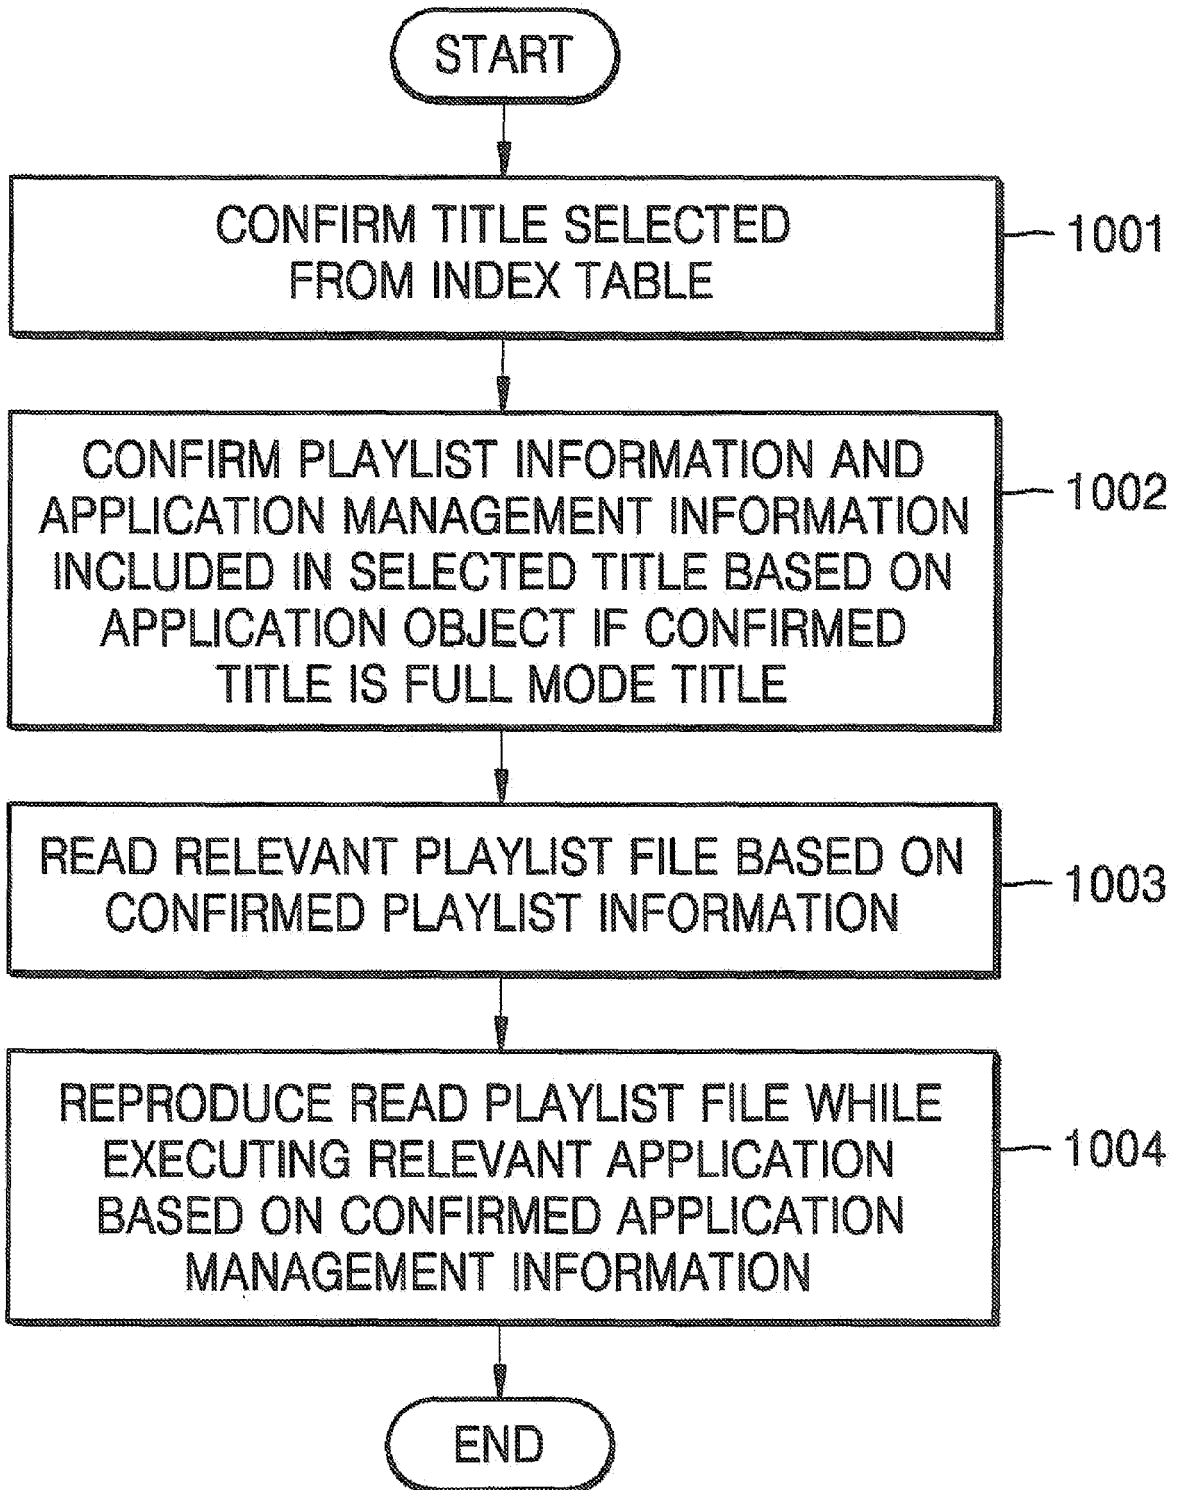 START
CONFIRM TITLE SELECTED
FROM INDEX TABLE
1001
CONFIRM PLAYLIST INFORMATION AND
APPLICATION MANAGEMENT INFORMATION
INCLUDED IN SELECTED TITLE BASED ON
APPLICATION OBJECT IF CONFIRMED
TITLE IS FULL MODE TITLE
1002
READ RELEVANT PLAYLIST FILE BASED ON
CONFIRMED PLAYLIST INFORMATION
1003
REPRODUCE READ PLAYLIST FILE WHILE
EXECUTING RELEVANT APPLICATION
BASED ON CONFIRMED APPLICATION
MANAGEMENT INFORMATION
1004
END